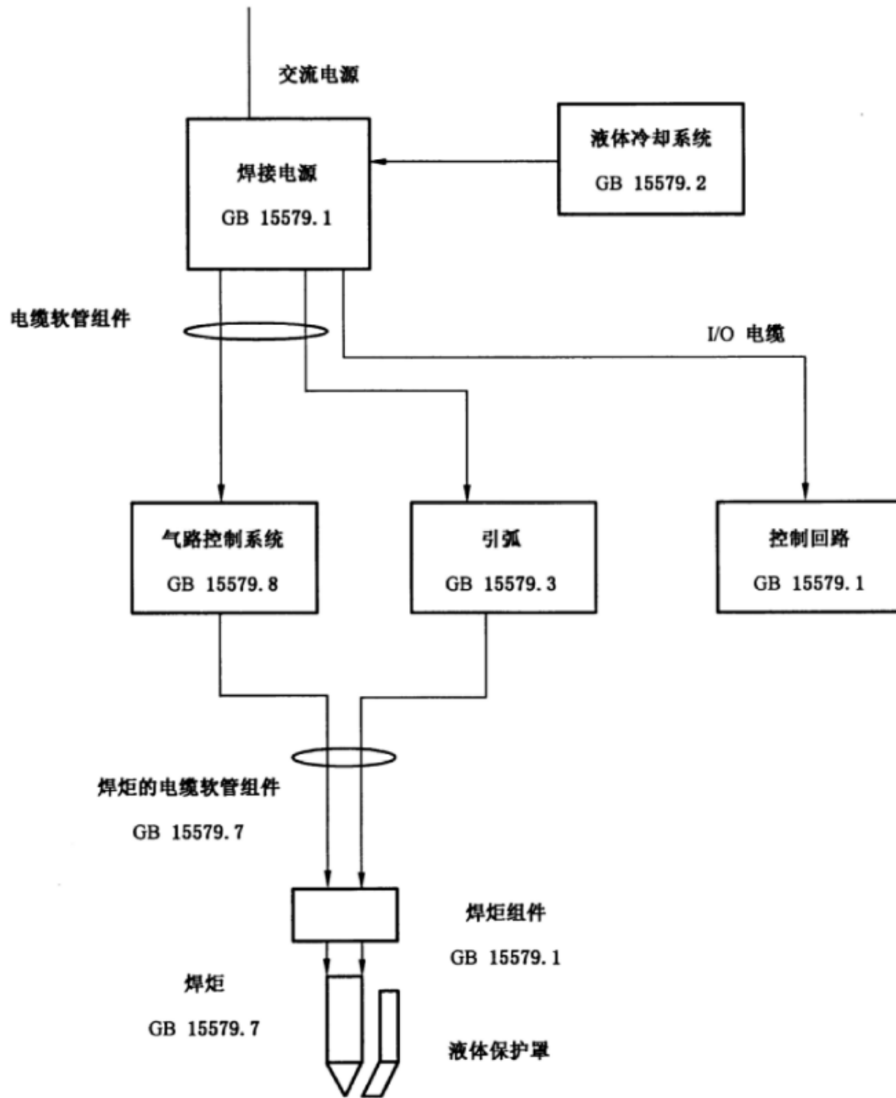 交流电源
焊接电源
GB 15579.1
液体冷却系统
GB 15579.2
电缆软管组件
I/O 电缆
气路控制系统
GB 15579.8
引弧
GB 15579.3
控制回路
GB 15579.1
焊炬的电缆软管组件
GB 15579.7
焊炬组件
GB 15579.1
焊炬
GB 15579.7
液体保护罩